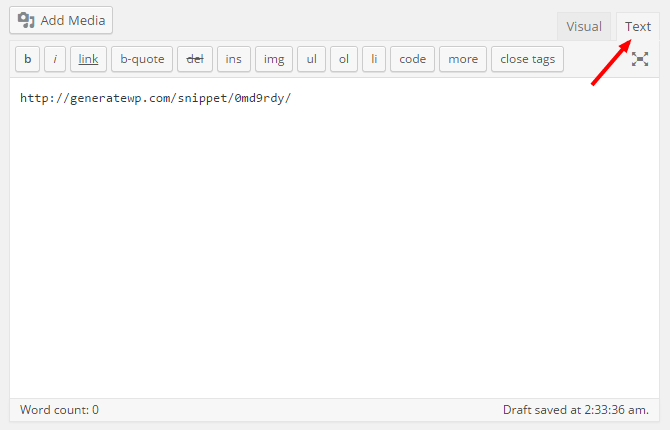 Add Media
Visual Text
b i link b-quote del ins img ul ol li code more close tags
http://generatewp.com/snippet/0md9rdy/
Word count: 0 Draft saved at 2:33:36 am.